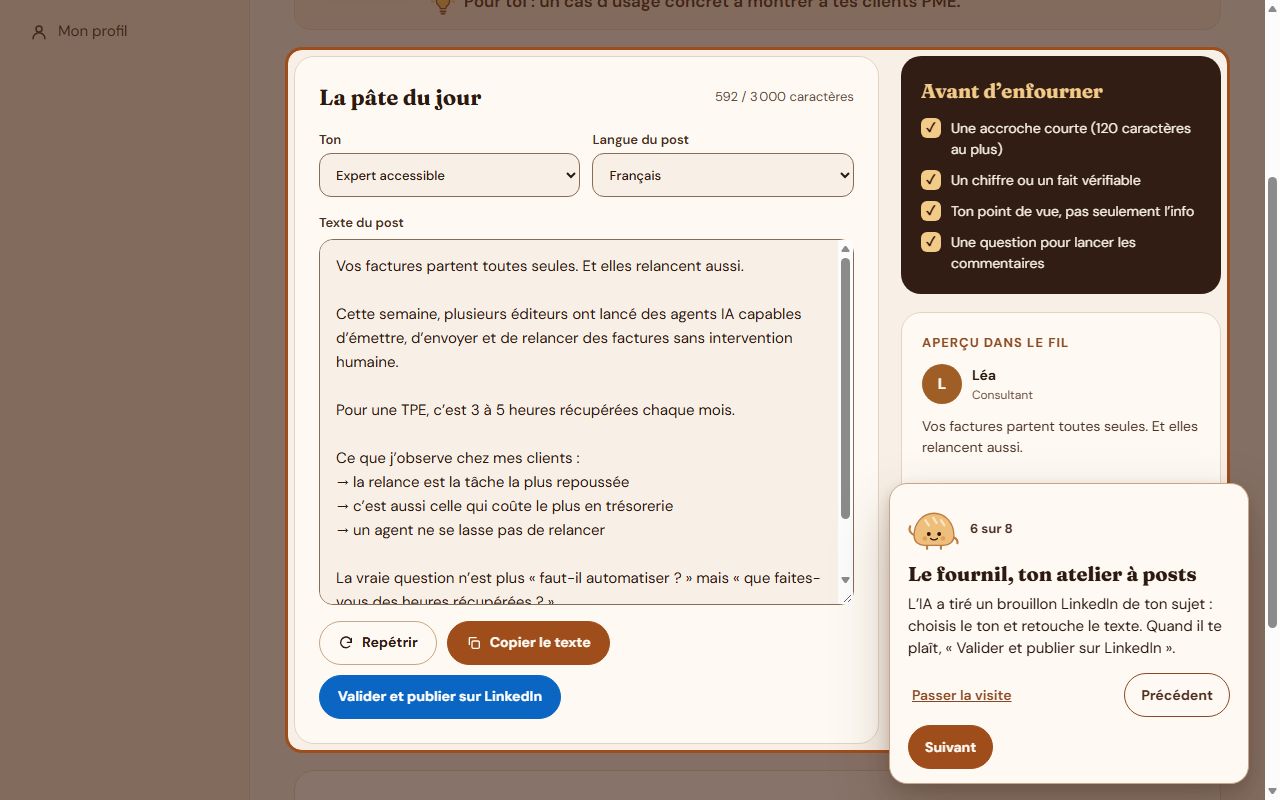 Mon profil
Pour toi : un cas d'usage concret à montrer à tes clients PME.
La pâte du jour
592 / 3 000 caractères
Ton
Langue du post
Expert accessible
Français
Texte du post
Vos factures partent toutes seules. Et elles relancent aussi.
Cette semaine, plusieurs éditeurs ont lancé des agents IA capables
d’émettre, d’envoyer et de relancer des factures sans intervention
humaine.
Pour une TPE, c’est 3 à 5 heures récupérées chaque mois.
Ce que j’observe chez mes clients :
→ la relance est la tâche la plus repoussée
→ c’est aussi celle qui coûte le plus en trésorerie
→ un agent ne se lasse pas de relancer
La vraie question n’est plus « faut-il automatiser ? » mais « que faites-
vous des heures récupérées ? »
Repétrir
Copier le texte
Valider et publier sur LinkedIn
Avant d’enfourner
Une accroche courte (120 caractères
au plus)
Un chiffre ou un fait vérifiable
Ton point de vue, pas seulement l’info
Une question pour lancer les
commentaires
APERÇU DANS LE FIL
L
Léa
Consultant
Vos factures partent toutes seules. Et elles
relancent aussi.
6 sur 8
Le fournil, ton atelier à posts
L’IA a tiré un brouillon LinkedIn de ton sujet :
choisis le ton et retouche le texte. Quand il te
plaît, « Valider et publier sur LinkedIn ».
Passer la visite
Précédent
Suivant